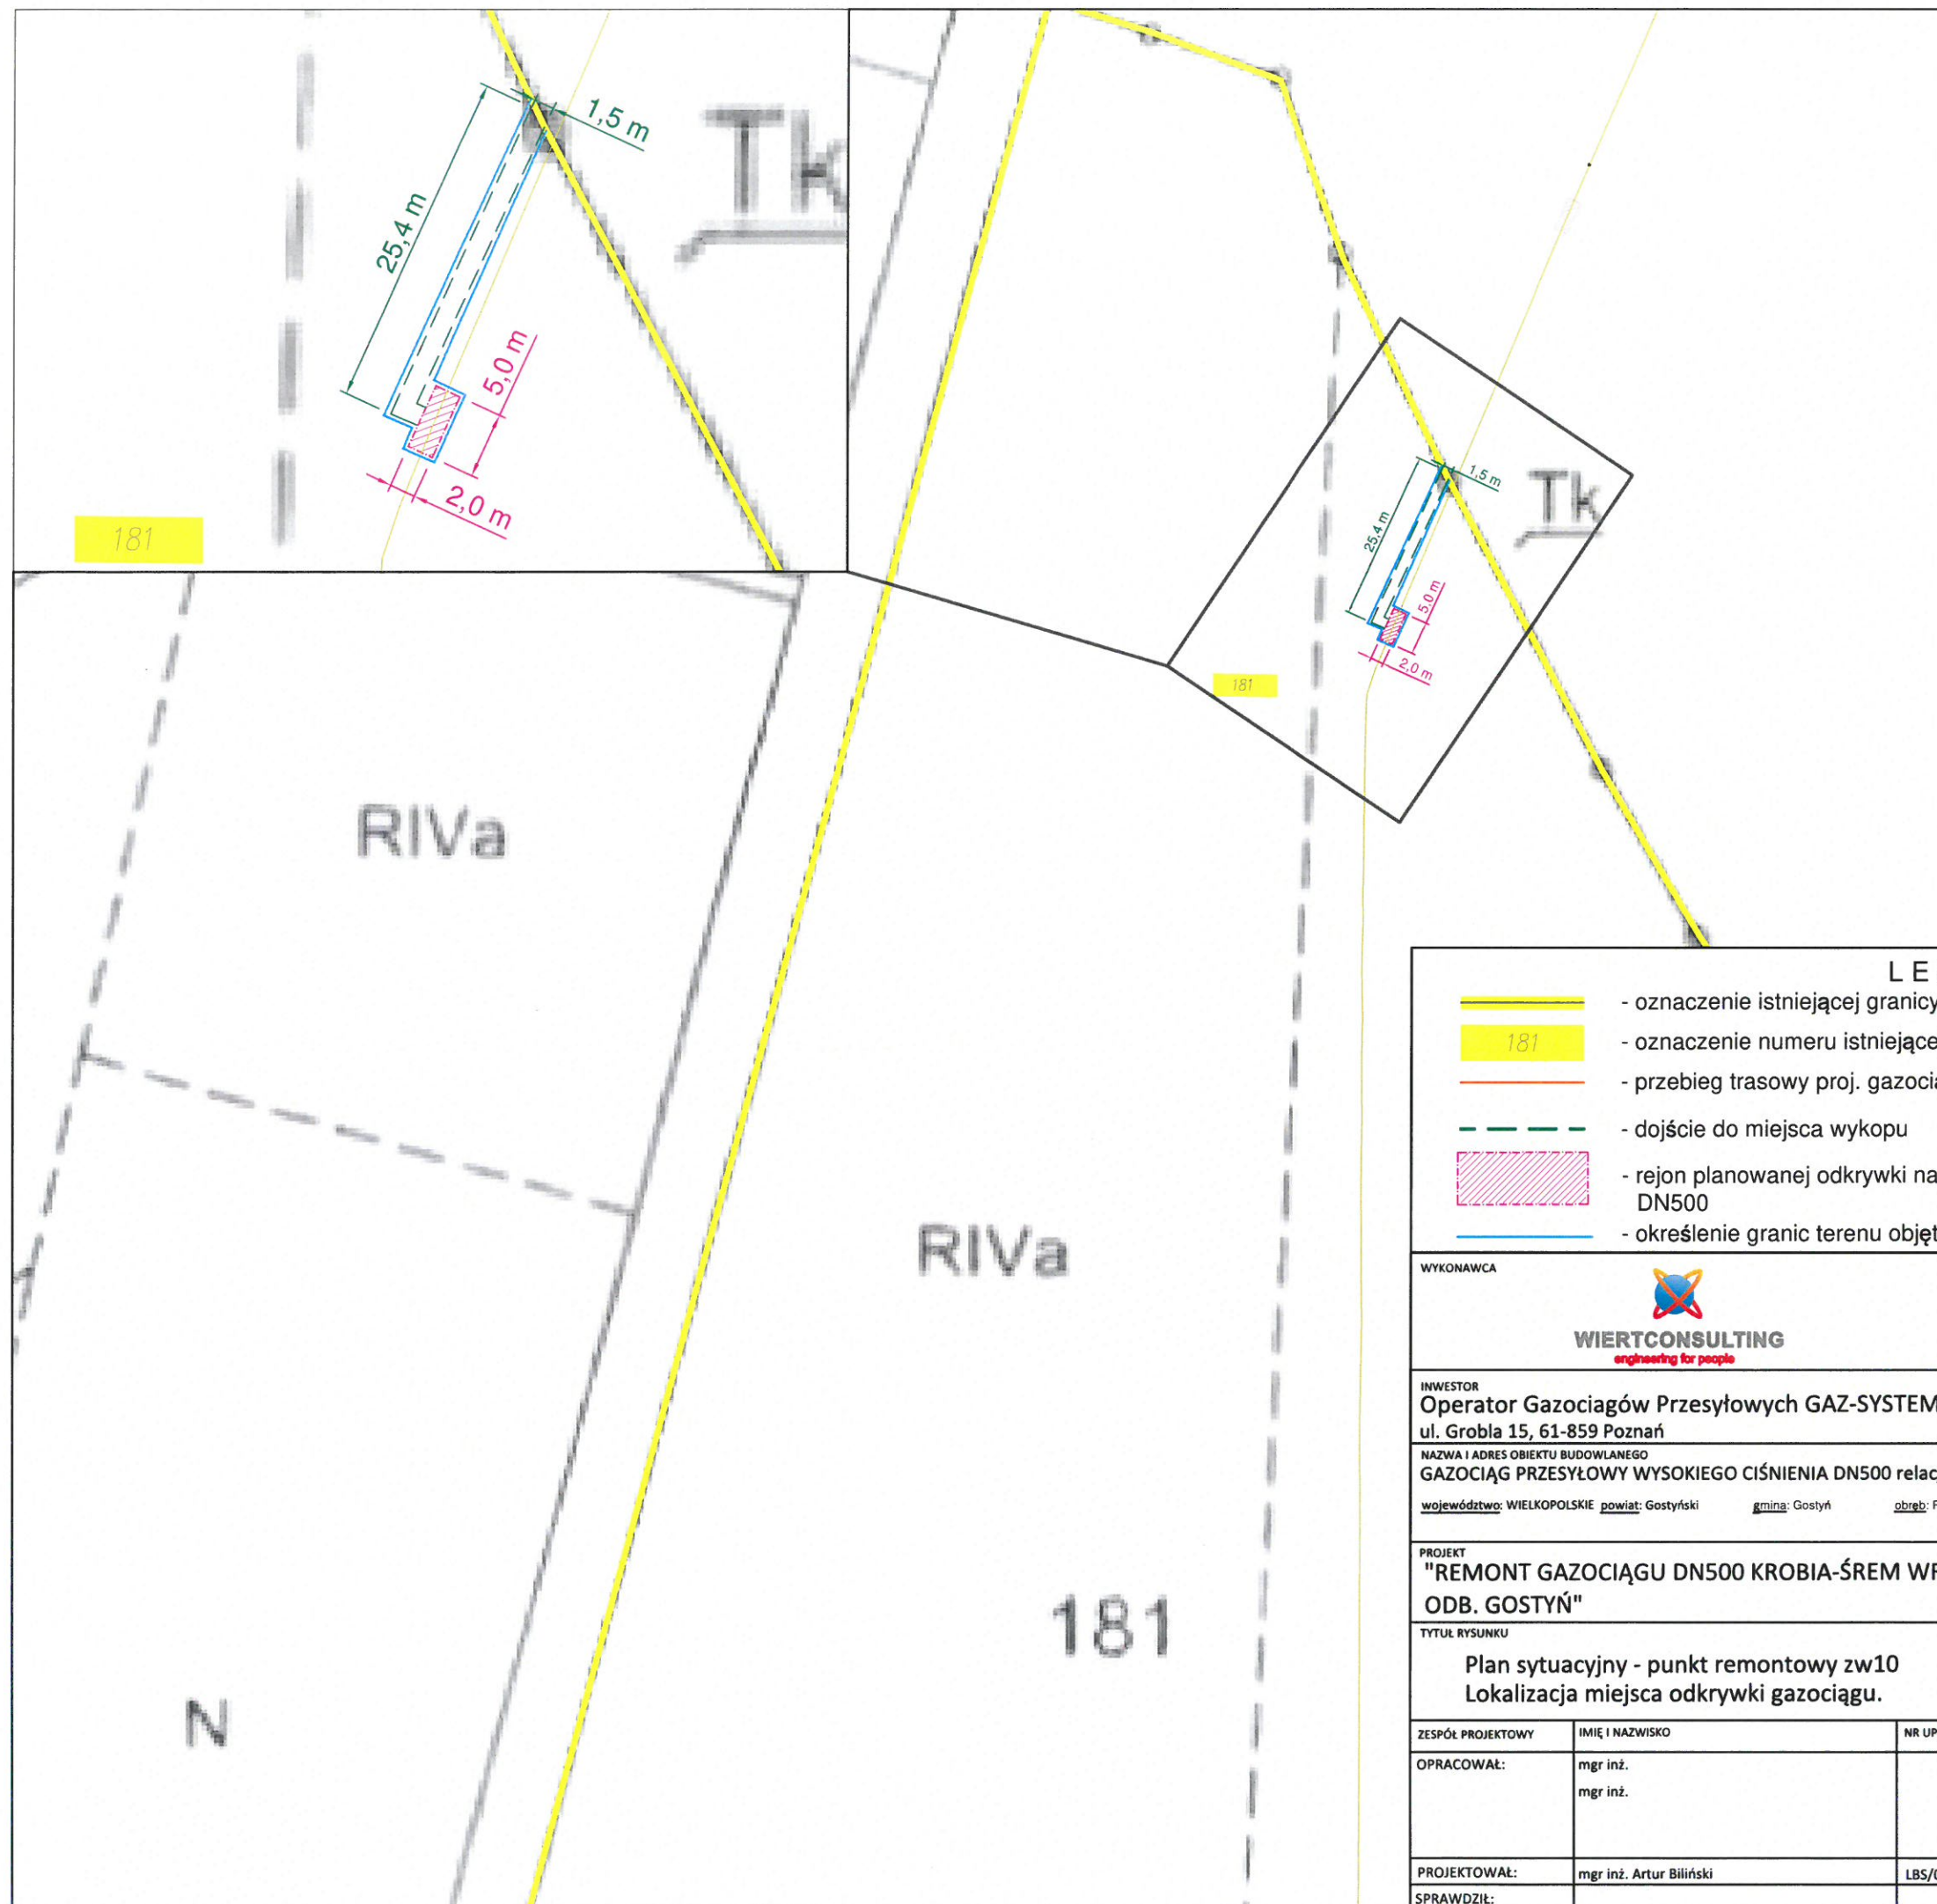 1,5 m
Tk
25,4 m
5,0 m
2,0 m
181
1,5 m
Tk
25,4 m
5,0 m
2,0 m
181
RIVa
RIVa
181
N
L E
- oznaczenie istniejącej granicy
181
- oznaczenie numeru istniejące
- przebieg trasowy proj. gazocia
- dojście do miejsca wykopu
- rejon planowanej odkrywki na
DN500
- określenie granic terenu objęt
WYKONAWCA
WIERTCONSULTING
engineering for people
INWESTOR
Operator Gazociagów Przesyłowych GAZ-SYSTEM
ul. Grobla 15, 61-859 Poznań
NAZWA I ADRES OBIEKTU BUDOWLANEGO
GAZOCIĄG PRZESYŁOWY WYSOKIEGO CIŚNIENIA DN500 relac
województwo: WIELKOPOLSKIE powiat: Gostyński gmina: Gostyń obręb:
PROJEKT
"REMONT GAZOCIĄGU DN500 KROBIA-ŚREM
ODB. GOSTYŃ"
TYTUŁ RYSUNKU
Plan sytuacyjny - punkt remontowy zw10
Lokalizacja miejsca odkrywki gazociągu.
ZESPÓŁ PROJEKTOWY IMIĘ I NAZWISKO NR UP
OPRACOWAŁ: mgr inż.
mgr inż.
PROJEKTOWAŁ: mgr inż. Artur Biliński LBS/
SPRAWDZIŁ: